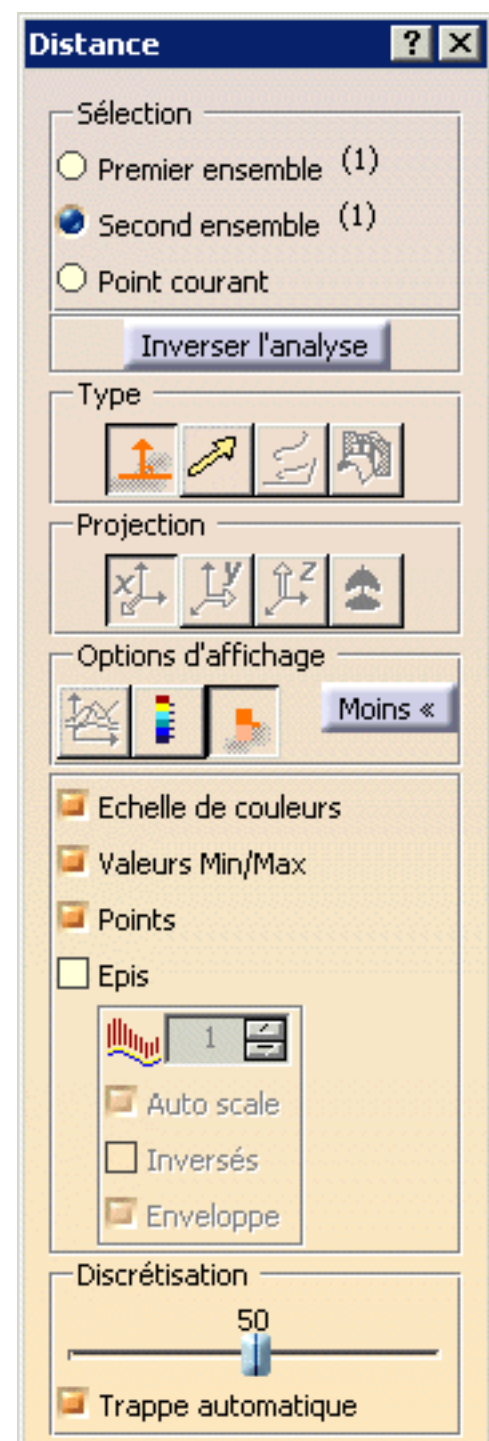 Distance
Sélection
Premier ensemble (1)
Second ensemble (1)
Point courant
Inverser l'analyse
Type
Projection
x y z
Options d'affichage
Moins «
Echelle de couleurs
Valeurs Min/Max
Points
Epis
1
Auto scale
Inversés
Enveloppe
Discrétisation
50
Trappe automatique